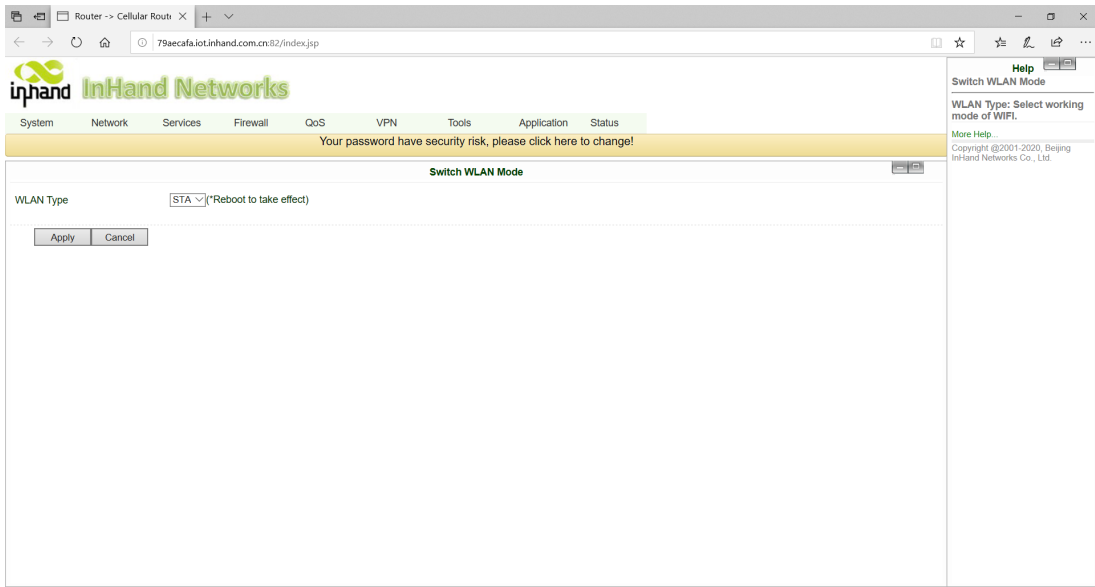 Router -> Cellular Route
79aecafa.iot.inhand.com.cn:82/index.jsp
inhand InHand Networks
System Network Services Firewall QoS VPN Tools Application Status
Your password have security risk, please click here to change!
Switch WLAN Mode
WLAN Type STA (*Reboot to take effect)
Apply Cancel
Help
Switch WLAN Mode
WLAN Type: Select working
mode of WIFI.
More Help...
Copyright @2001-2020, Beijing
InHand Networks Co., Ltd.